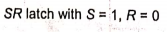 SR latch with S = 1, R = 0